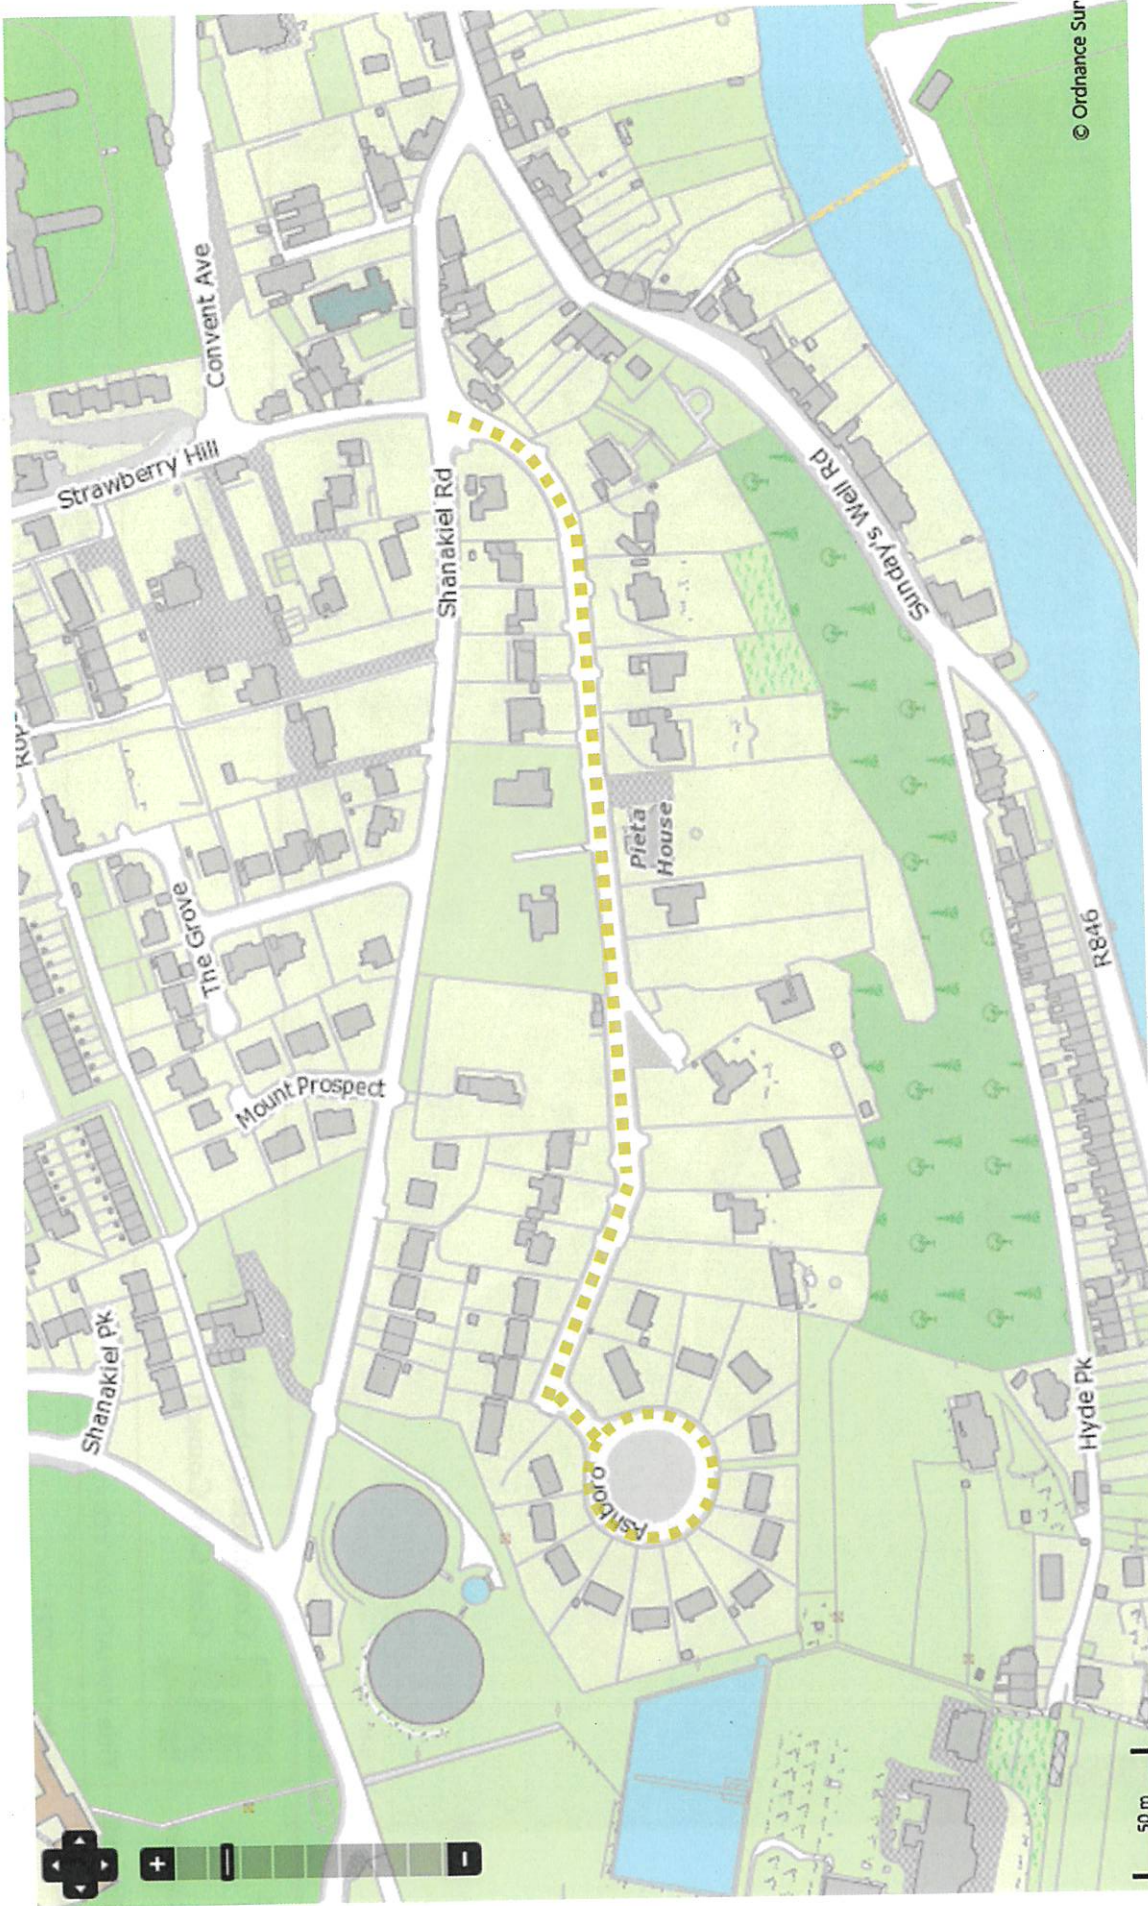 © Ordnance Sur
Convent Ave
Strawberry Hill
Shanakiel Rd
Sunday's Well Rd
Rop-
Pieta
House
The Grove
R846
Mount Prospect
Shanakiel Pk
Hyde Pk
Ashboro
50 m